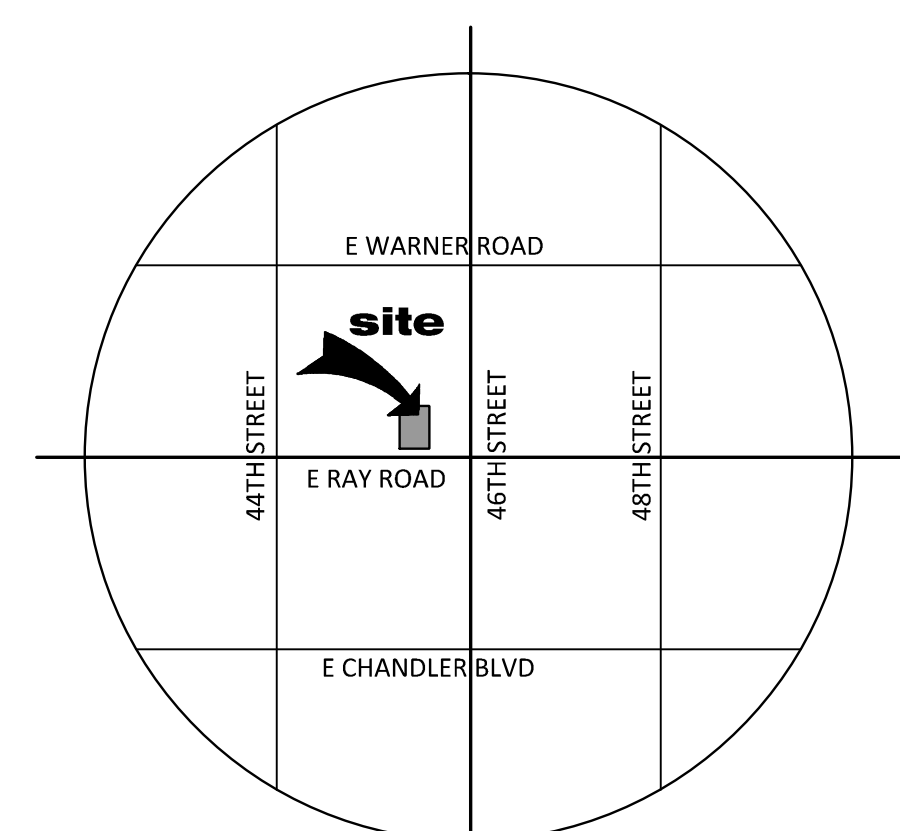 E WARNER ROAD
site
44TH STREET
46TH STREET
48TH STREET
E RAY ROAD
E CHANDLER BLVD